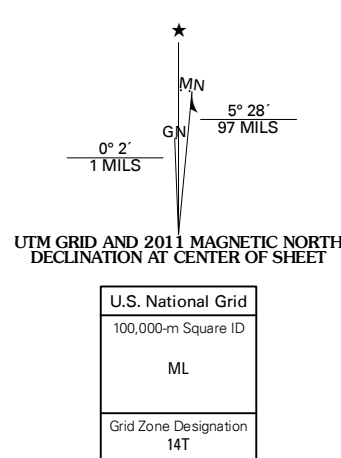 ★
MN
5° 28´
97 MILS
GN
0° 2´
1 MILS
UTM GRID AND 2011 MAGNETIC NORTH
DECLINATION AT CENTER OF SHEET
U.S. National Grid
100,000-m Square ID
ML
Grid Zone Designation
14T